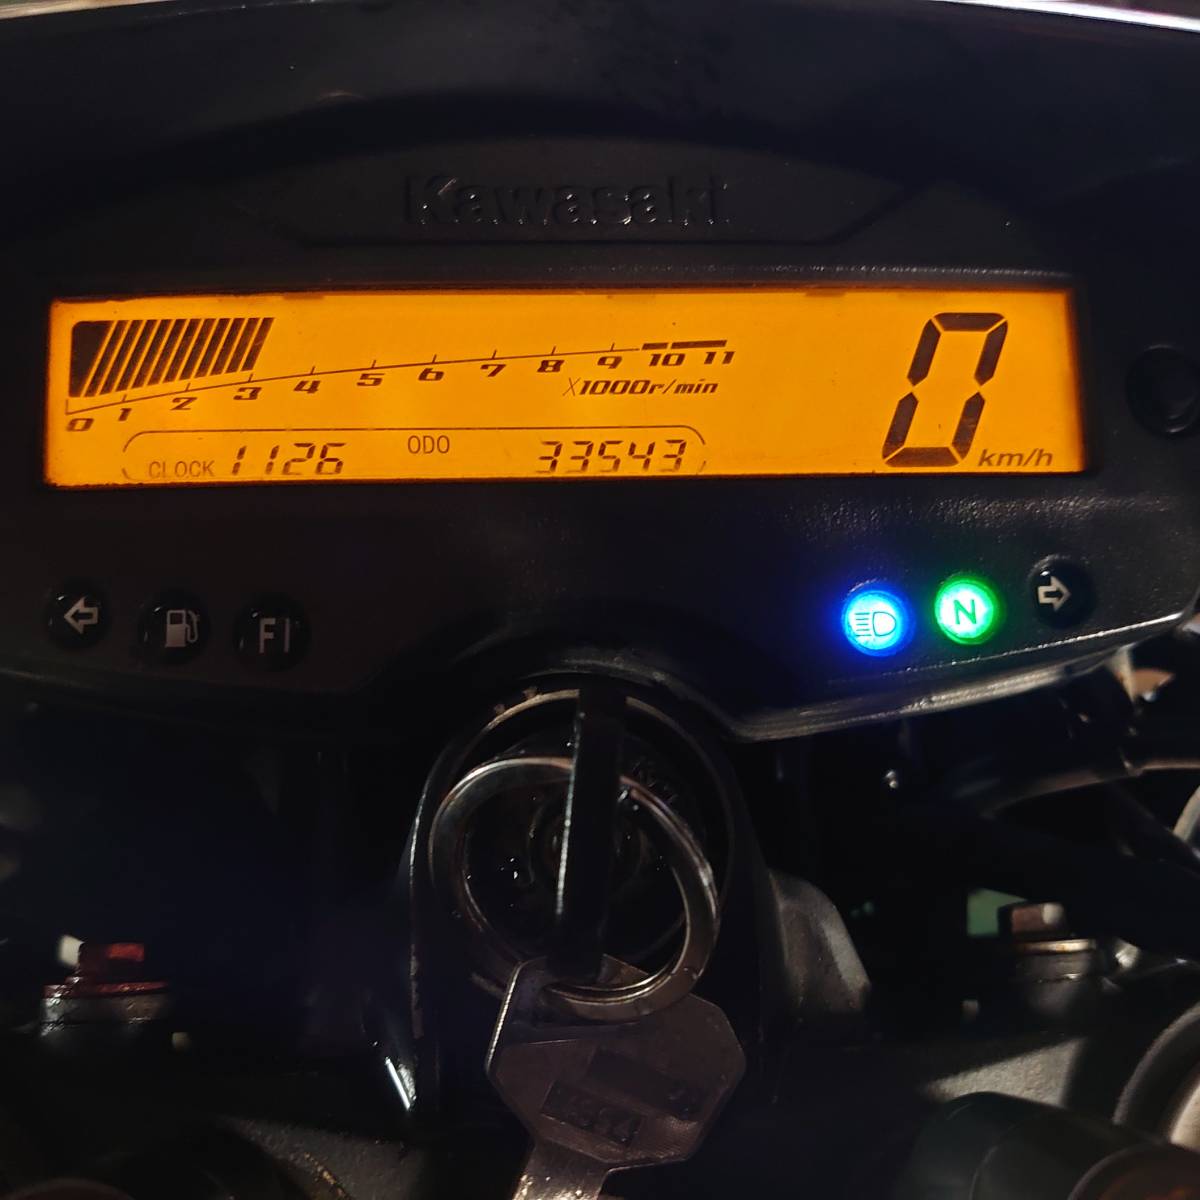 Kawasaki
0 1 2 3 4 5 6 7 8 9 10 11
X1000r/min
0
km/h
CLOCK 1126 ODO 33543
FI
N